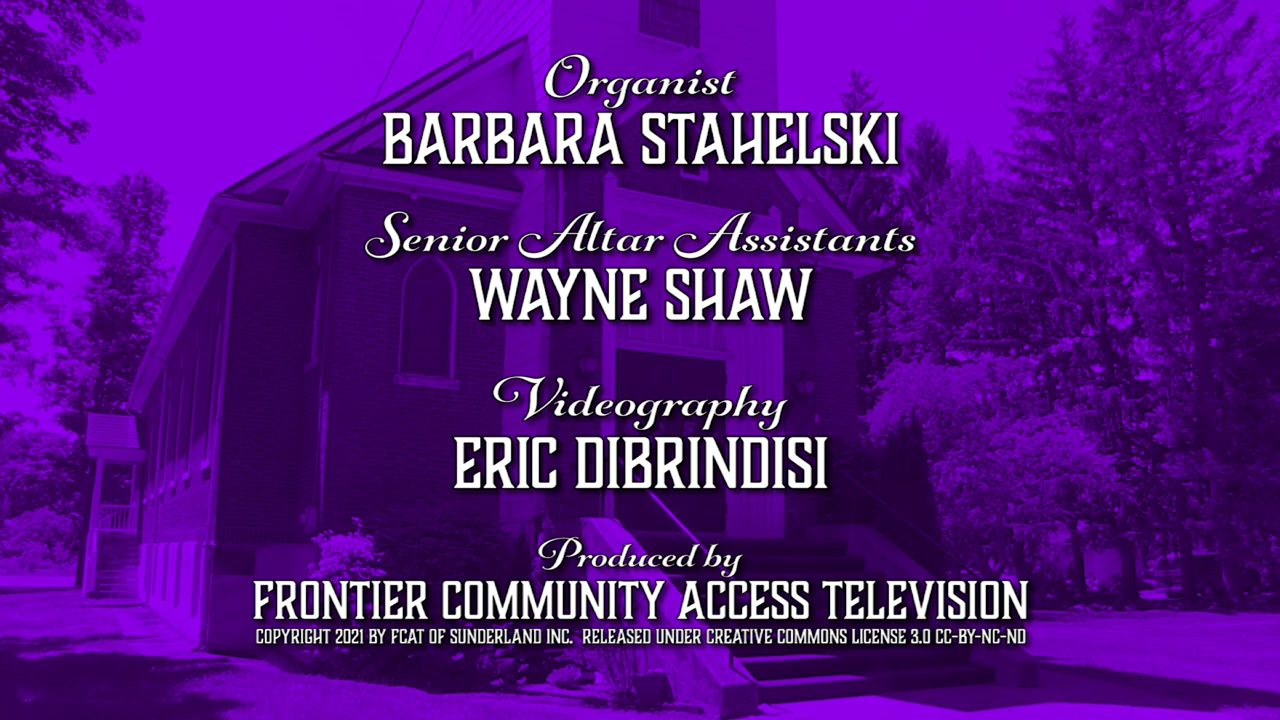 Organist
BARBARA STAHELSKI
Senior Altar Assistants
WAYNE SHAW
Videography
ERIC DIBRINDISI
Produced by
FRONTIER COMMUNITY ACCESS TELEVISION
COPYRIGHT 2021 BY FCAT OF SUNDERLAND INC. RELEASED UNDER CREATIVE COMMONS LICENSE 3.0 CC-BY-NC-ND